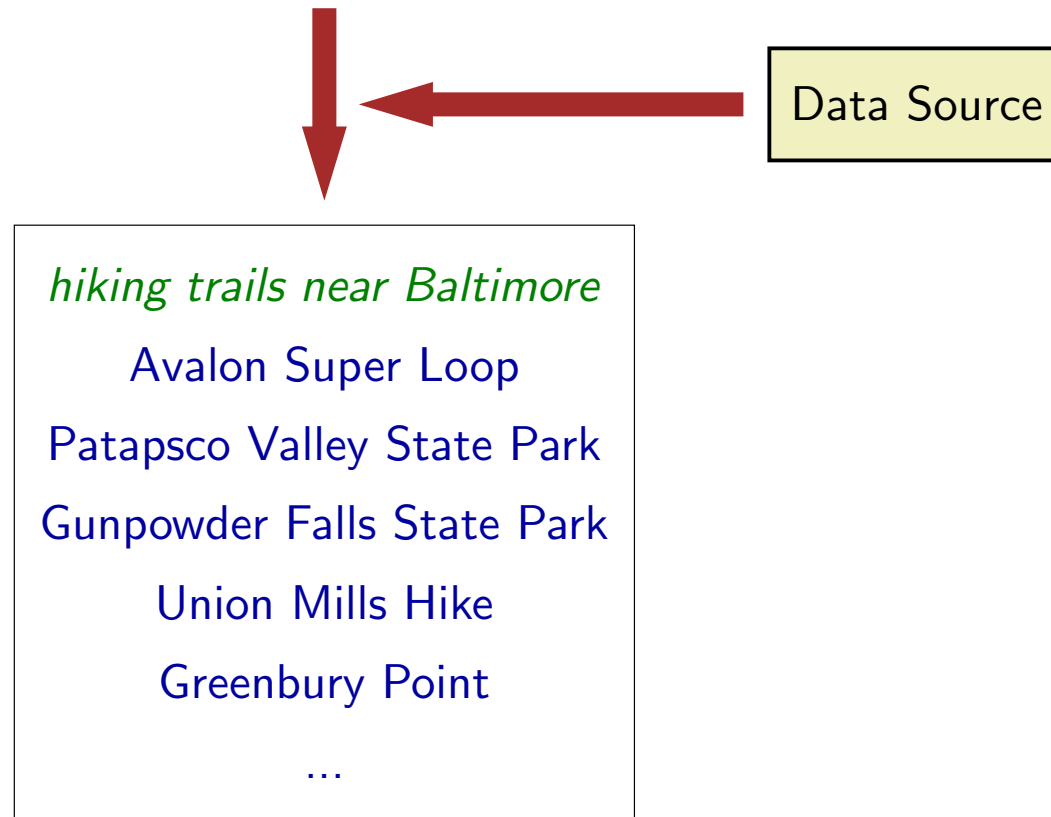 Data Source
hiking trails near Baltimore
Avalon Super Loop
Patapsco Valley State Park
Gunpowder Falls State Park
Union Mills Hike
Greenbury Point
...